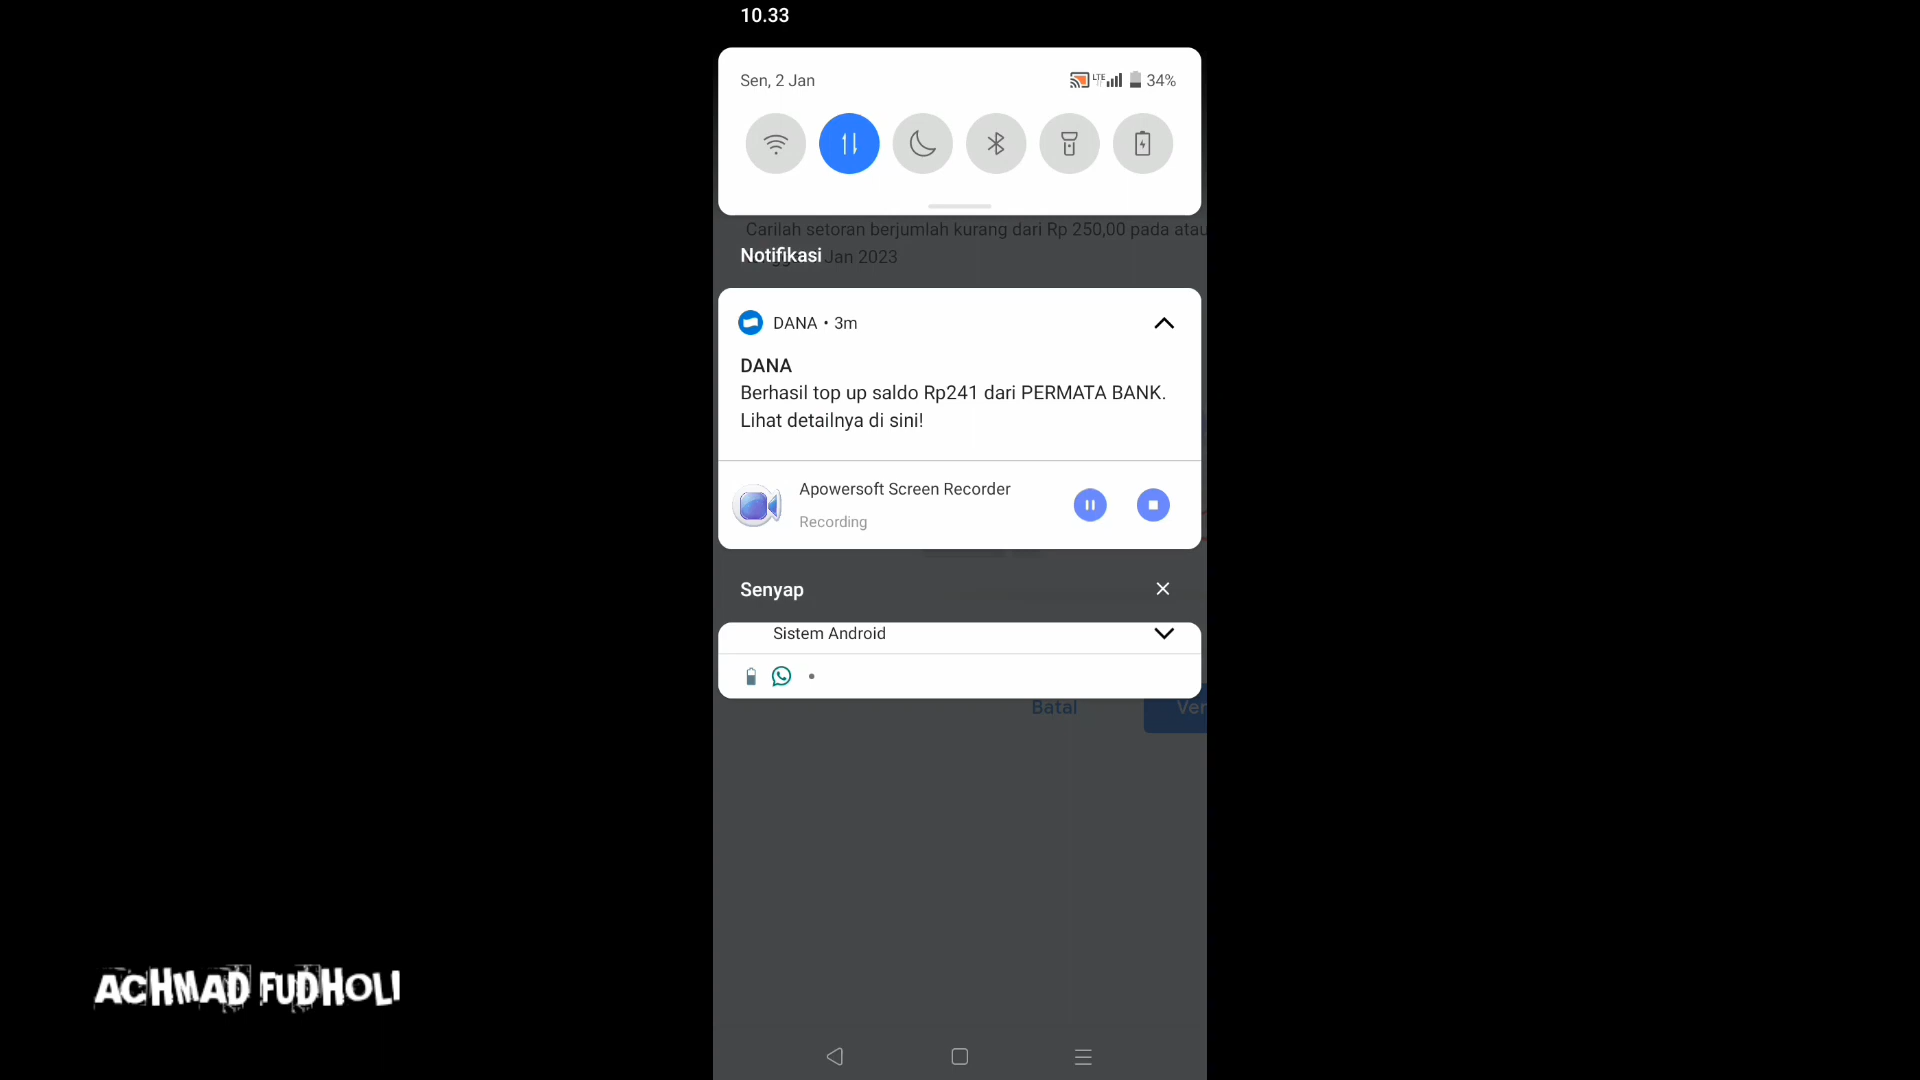 10.33
Sen, 2 Jan
LTE
34%
Carilah setoran berjumlah kurang dari Rp 250,00 pada atau
Notifikasi
Jan 2023
DANA • 3m
DANA
Berhasil top up saldo Rp241 dari PERMATA BANK.
Lihat detailnya di sini!
Apowersoft Screen Recorder
Recording
Senyap
Sistem Android
Batal
Ver
ACHMAD FUDHOLI